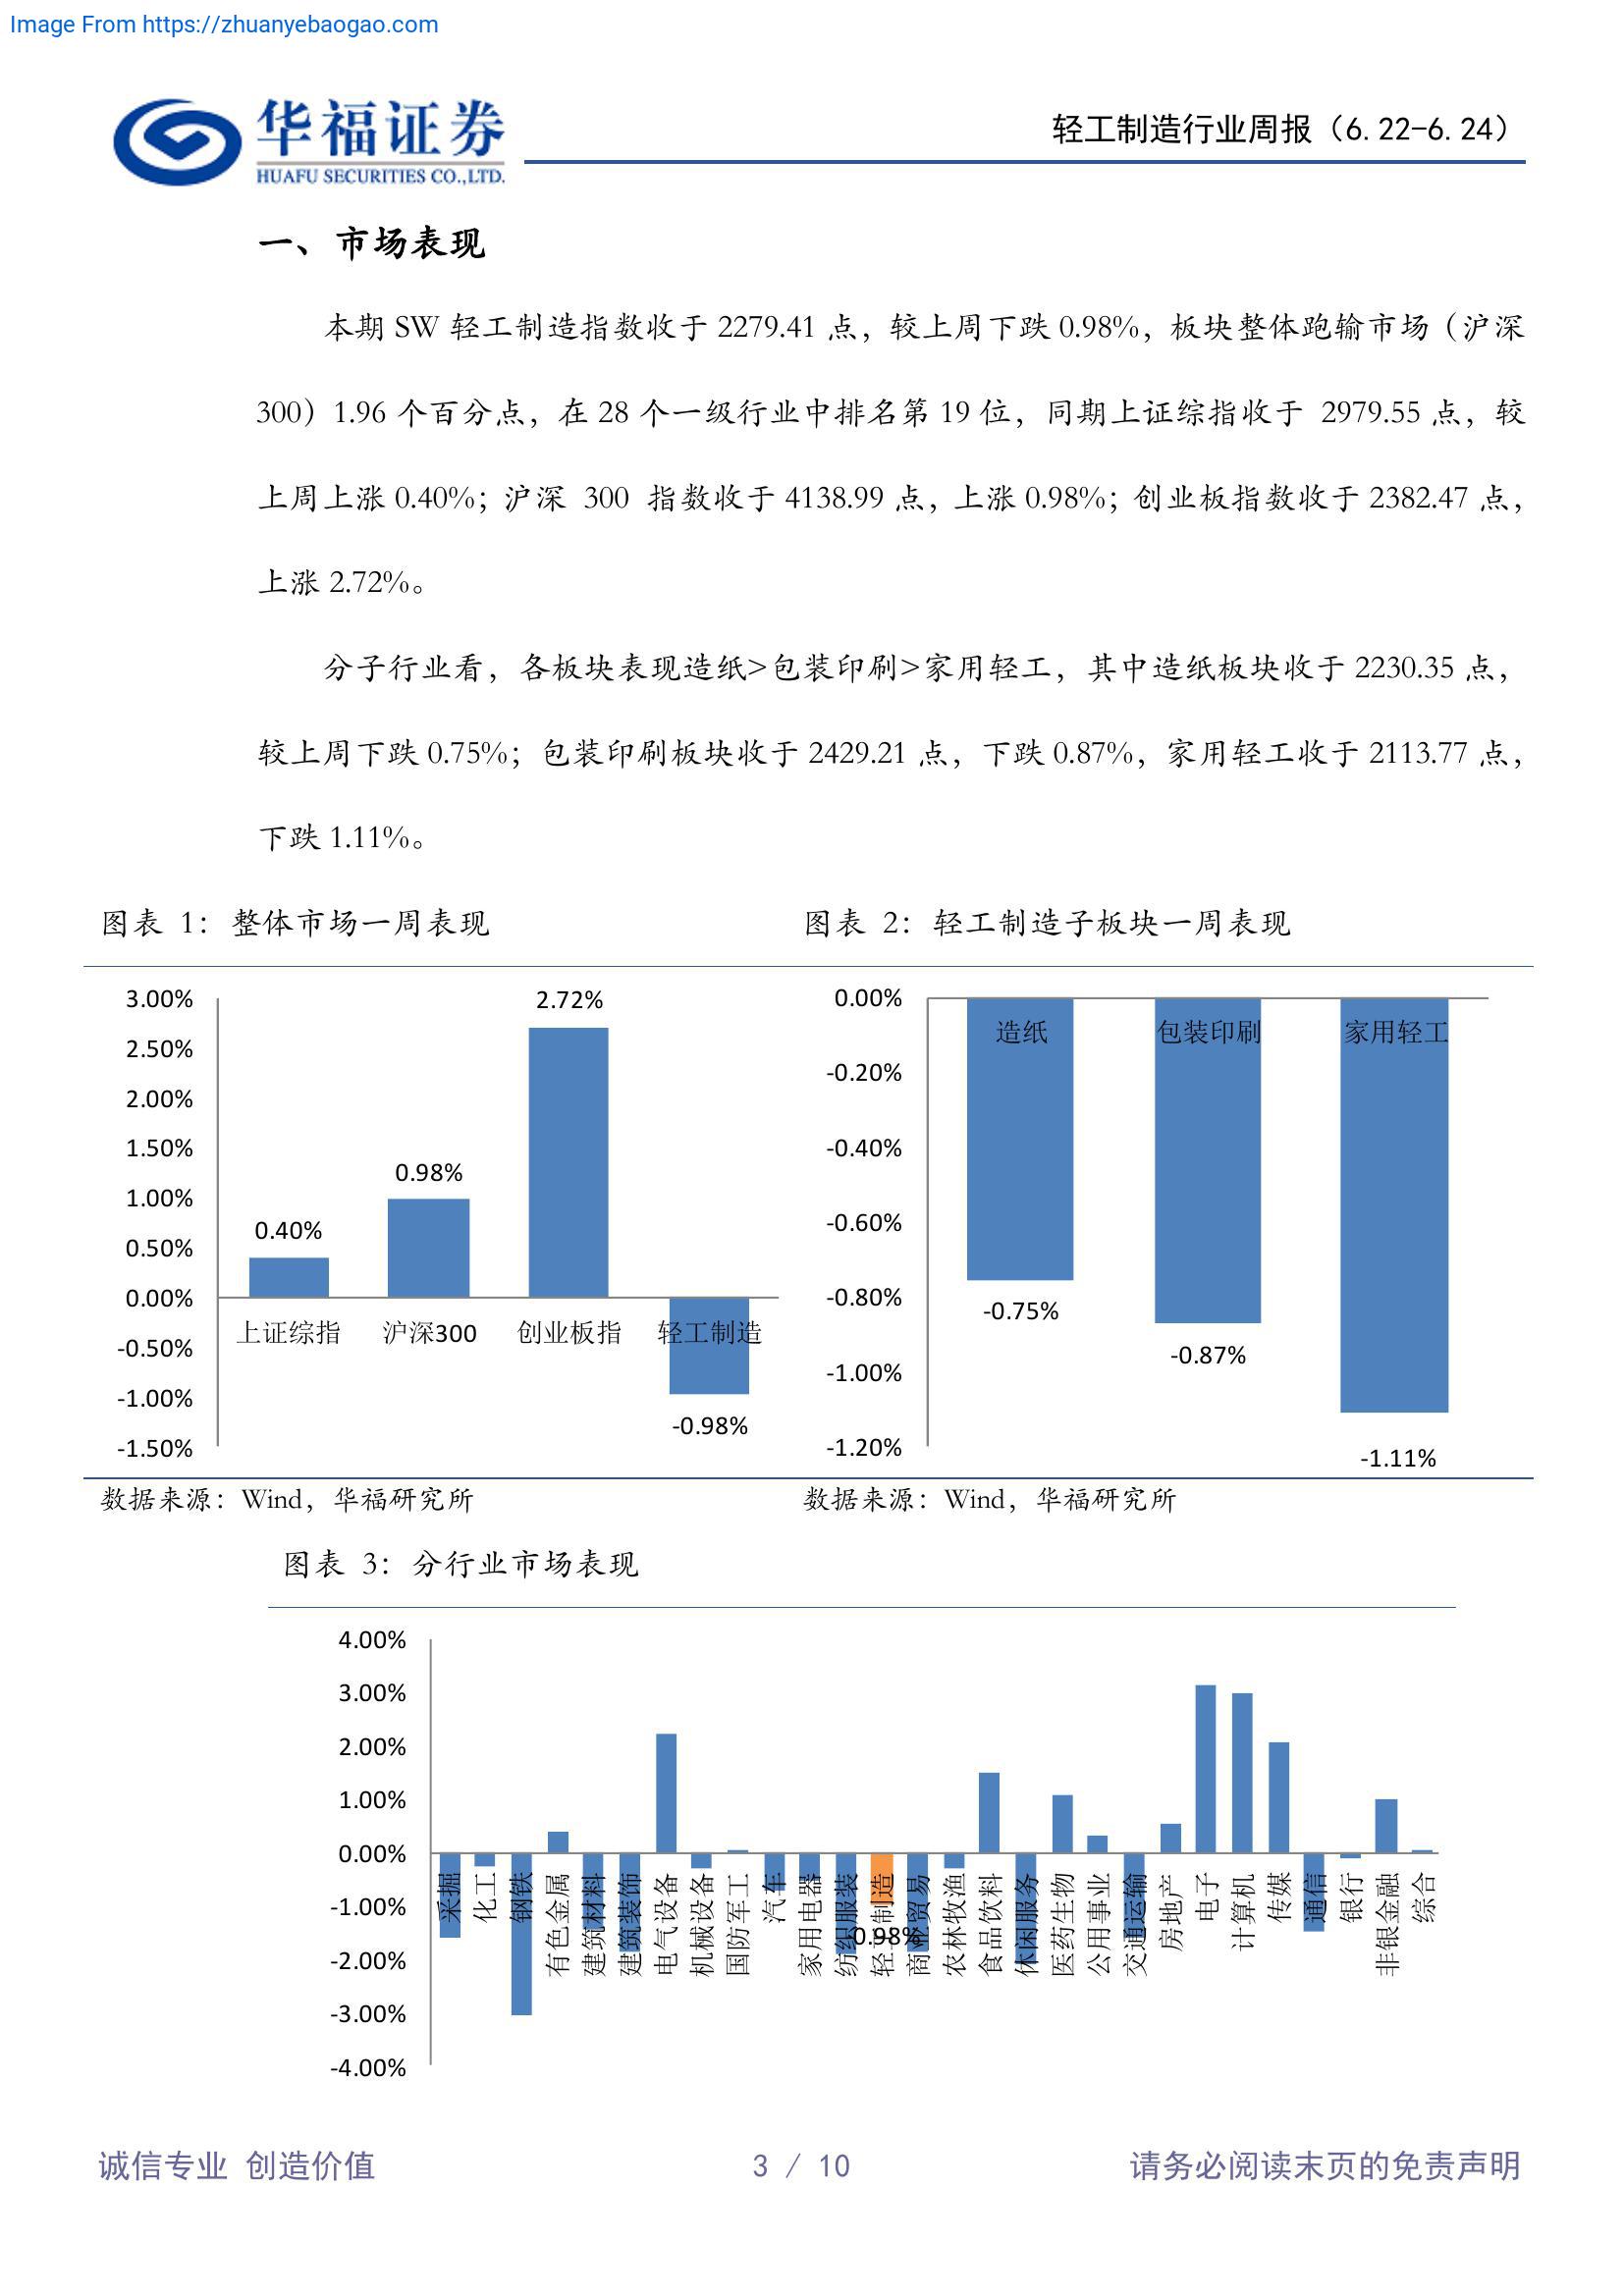 Image From https://zhuanyebaogao.com
华福证券
HUAFU SECURITIES CO.,LTD.
轻工制造行业周报（6.22-6.24）
一、市场表现
本期 SW 轻工制造指数收于 2279.41 点，较上周下跌 0.98%，板块整体跑输市场（沪深
300）1.96 个百分点，在 28 个一级行业中排名第 19 位，同期上证综指收于 2979.55 点，较
上周上涨 0.40%；沪深 300 指数收于 4138.99 点，上涨 0.98%；创业板指数收于 2382.47 点，
上涨 2.72%。
分子行业看，各板块表现造纸>包装印刷>家用轻工，其中造纸板块收于 2230.35 点，
较上周下跌 0.75%；包装印刷板块收于 2429.21 点，下跌 0.87%，家用轻工收于 2113.77 点，
下跌 1.11%。
图表 1：整体市场一周表现
3.00%
2.50%
2.00%
1.50%
1.00%
0.50%
0.00%
-0.50%
-1.00%
-1.50%
0.40%
0.98%
2.72%
-0.98%
上证综指
沪深300
创业板指
轻工制造
数据来源：Wind，华福研究所
图表 2：轻工制造子板块一周表现
0.00%
-0.20%
-0.40%
-0.60%
-0.80%
-1.00%
-1.20%
造纸
包装印刷
家用轻工
-0.75%
-0.87%
-1.11%
数据来源：Wind，华福研究所
图表 3：分行业市场表现
4.00%
3.00%
2.00%
1.00%
0.00%
-1.00%
-2.00%
-3.00%
-4.00%
采掘
化工
钢铁
有色金属
建筑材料
建筑装饰
电气设备
机械设备
国防军工
汽车
家用电器
纺织服装
轻工制造
商业贸易
农林牧渔
食品饮料
休闲服务
医药生物
公用事业
交通运输
房地产
电子
计算机
传媒
通信
银行
非银金融
综合
-0.98%
诚信专业 创造价值
3 / 10
请务必阅读末页的免责声明